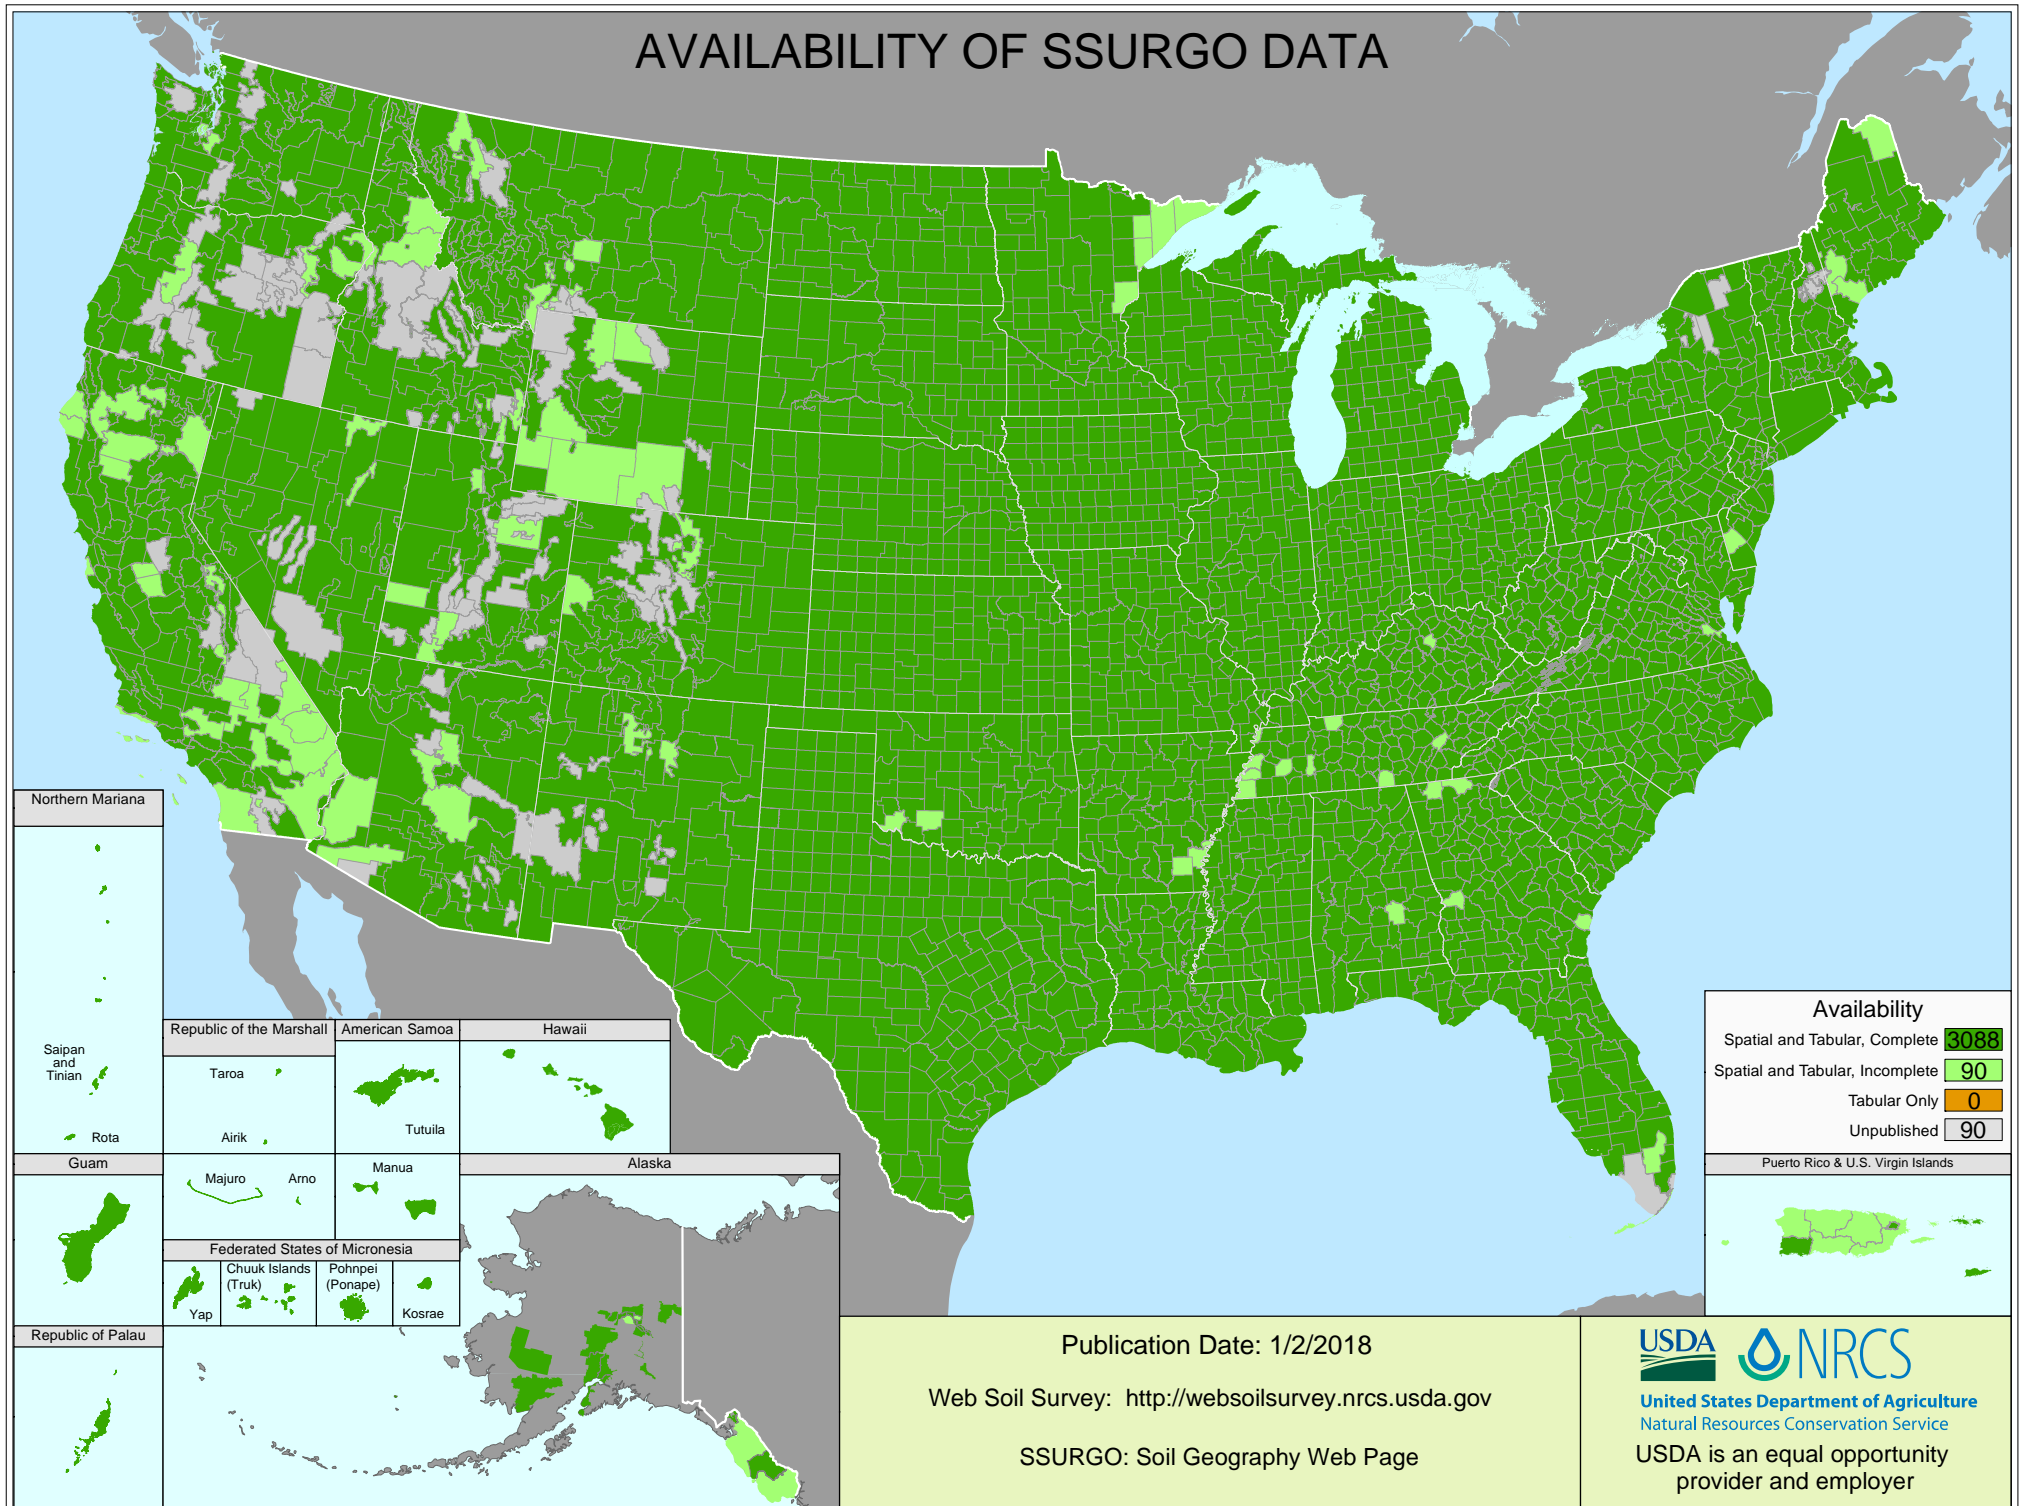 AVAILABILITY OF SSURGO DATA
Northern Mariana
Saipan
and
Tinian
Rota
Republic of the Marshall
Taroa
Airik
Majuro
Arno
American Samoa
Tutuila
Manua
Hawaii
Guam
Federated States of Micronesia
Yap
Chuuk Islands
(Truk)
Pohnpei
(Ponape)
Kosrae
Republic of Palau
Alaska
Availability
Spatial and Tabular, Complete 3088
Spatial and Tabular, Incomplete 90
Tabular Only 0
Unpublished 90
Puerto Rico & U.S. Virgin Islands
Publication Date: 1/2/2018
Web Soil Survey: http://websoilsurvey.nrcs.usda.gov
SSURGO: Soil Geography Web Page
USDA NRCS
United States Department of Agriculture
Natural Resources Conservation Service
USDA is an equal opportunity
provider and employer